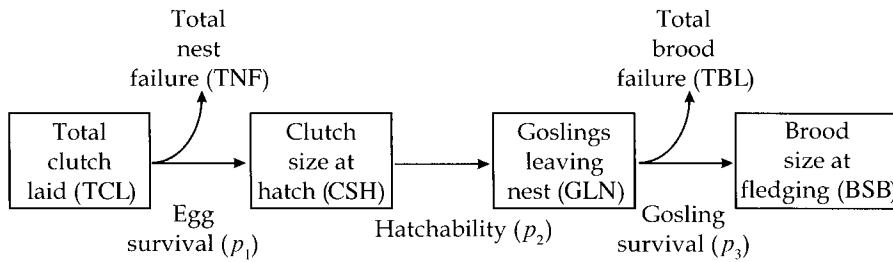 Total
nest
failure (TNF)
Total
brood
failure (TBL)
Total
clutch
laid (TCL)
Clutch
size at
hatch (CSH)
Goslings
leaving
nest (GLN)
Brood
size at
fledging (BSB)
Egg
survival (p₁)
Hatchability (p₂)
Gosling
survival (p₃)